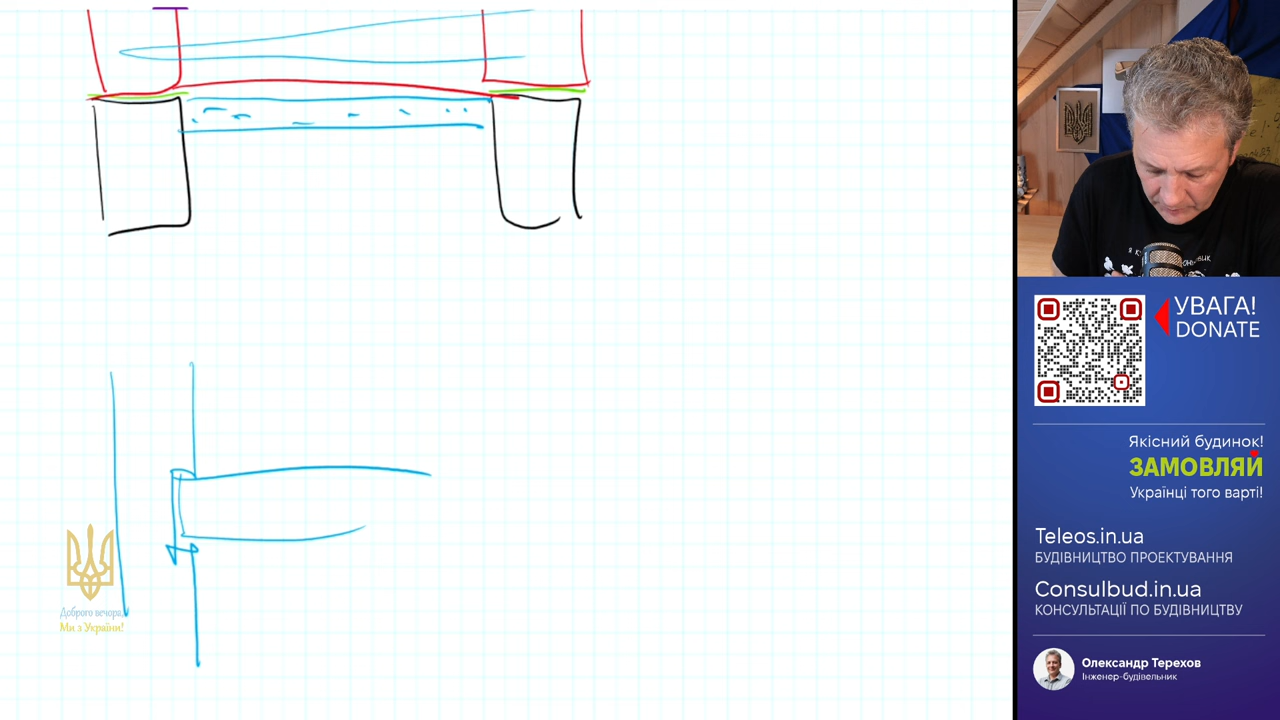 УВАГА!
DONATE
Якісний будинок!
ЗАМОВЛЯЙ
Українці того варті!
Teleos.in.ua
БУДІВНИЦТВО ПРОЕКТУВАННЯ
Consulbud.in.ua
КОНСУЛЬТАЦІЇ ПО БУДІВНИЦТВУ
Олександр Терехов
Інженер-будівельник
Доброго вечора,
Ми з України!